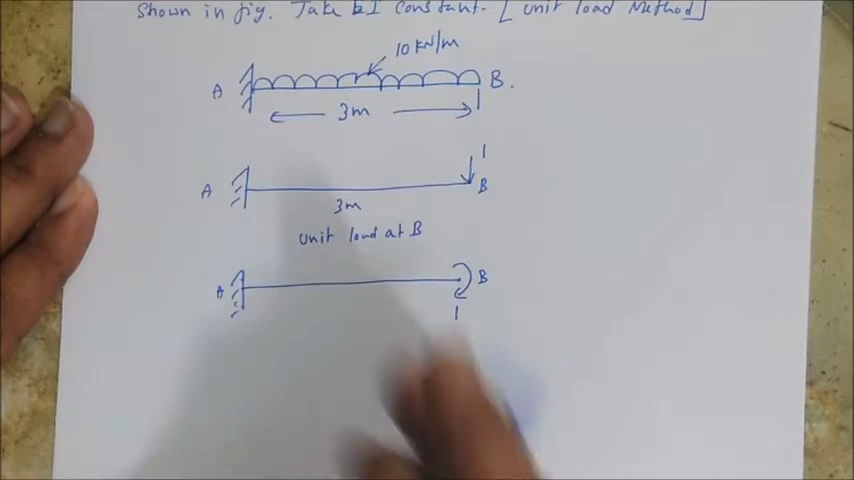 Shown in fig. Take EI constant. [ unit load Method ]
10 kN/m
A B.
3m
1
A B
3m
unit load at B
A B
1